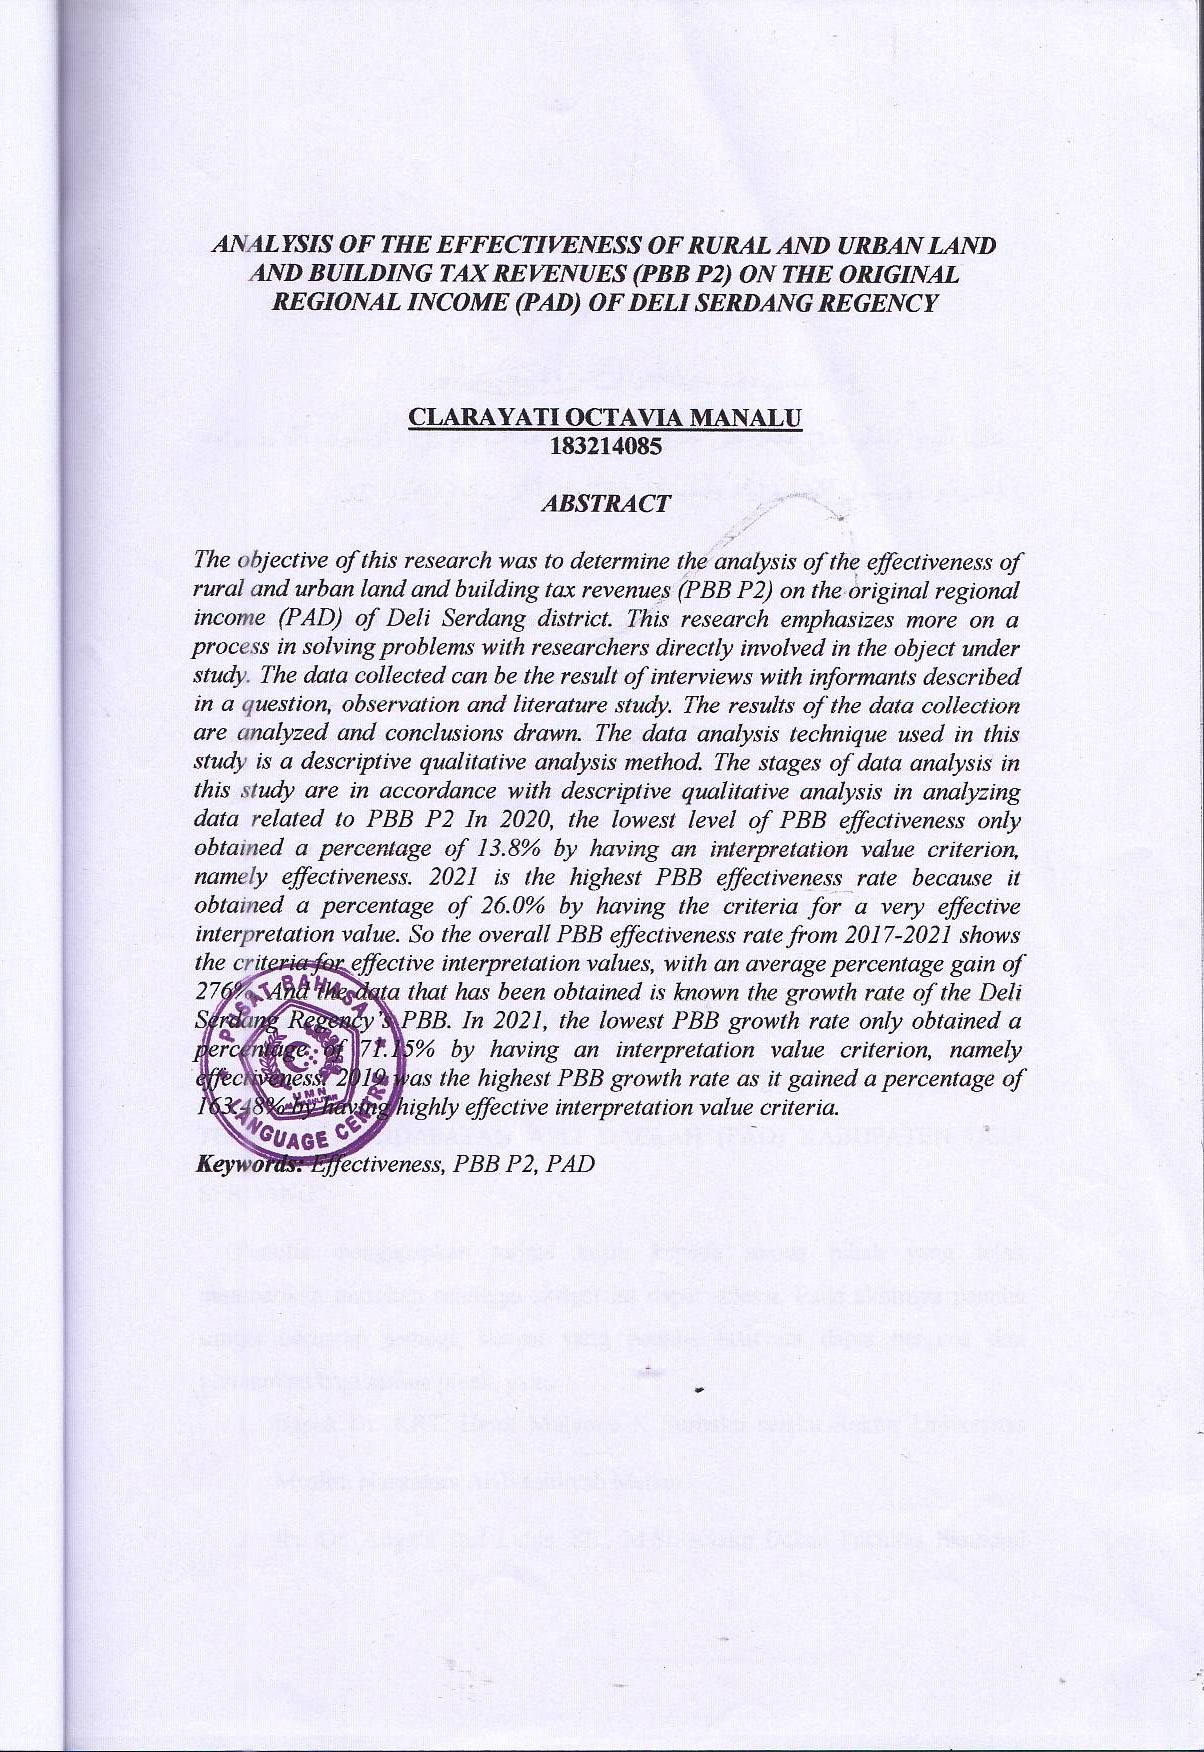 ANALYSIS OF THE EFFECTIVENESS OF RURAL AND URBAN LAND
AND BUILDING TAX REVENUES (PBB P2) ON THE ORIGINAL
REGIONAL INCOME (PAD) OF DELI SERDANG REGENCY
CLARAYATI OCTAVIA MANALU
183214085
ABSTRACT
The objective of this research was to determine the analysis of the effectiveness of
rural and urban land and building tax revenues (PBB P2) on the original regional
income (PAD) of Deli Serdang district. This research emphasizes more on a
process in solving problems with researchers directly involved in the object under
study. The data collected can be the result of interviews with informants described
in a question, observation and literature study. The results of the data collection
are analyzed and conclusions drawn. The data analysis technique used in this
study is a descriptive qualitative analysis method. The stages of data analysis in
this study are in accordance with descriptive qualitative analysis in analyzing
data related to PBB P2 In 2020, the lowest level of PBB effectiveness only
obtained a percentage of 13.8% by having an interpretation value criterion,
namely effectiveness. 2021 is the highest PBB effectiveness rate because it
obtained a percentage of 26.0% by having the criteria for a very effective
interpretation value. So the overall PBB effectiveness rate from 2017-2021 shows
the criteria for effective interpretation values, with an average percentage gain of
276%. And the data that has been obtained is known the growth rate of the Deli
Serdang Regency's PBB. In 2021, the lowest PBB growth rate only obtained a
percentage of 71.15% by having an interpretation value criterion, namely
effectiveness. 2019 was the highest PBB growth rate as it gained a percentage of
163.48% by having highly effective interpretation value criteria.
Keywords: Effectiveness, PBB P2, PAD
PUSAT BAHASA
UMN
LANGUAGE CENTRE